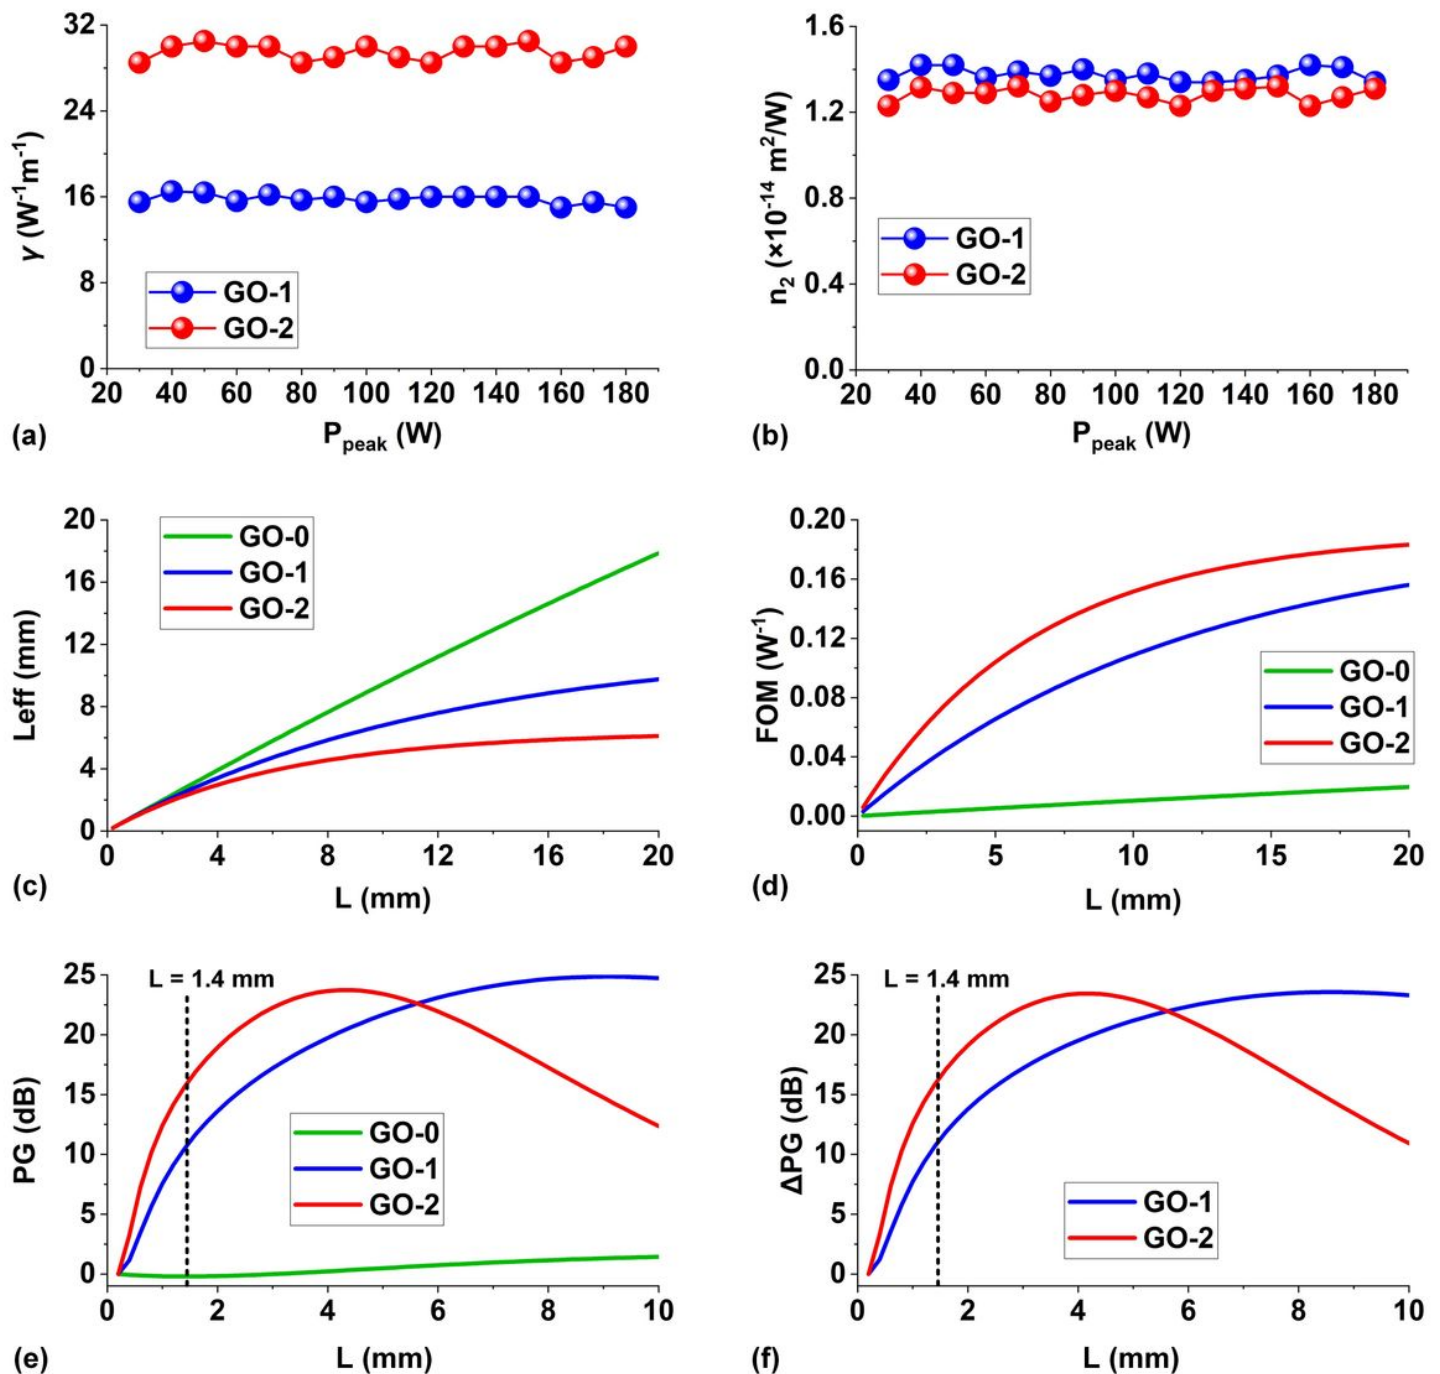 32
24
16
8
0
γ (W⁻¹m⁻¹)
GO-1
GO-2
20 40 60 80 100 120 140 160 180
P_peak (W)
(a)
1.6
1.2
0.8
0.4
0.0
n₂ (×10⁻¹⁴ m²/W)
GO-1
GO-2
20 40 60 80 100 120 140 160 180
P_peak (W)
(b)
20
16
12
8
4
0
Leff (mm)
GO-0
GO-1
GO-2
0 4 8 12 16 20
L (mm)
(c)
0.20
0.16
0.12
0.08
0.04
0.00
FOM (W⁻¹)
GO-0
GO-1
GO-2
0 5 10 15 20
L (mm)
(d)
25
20
15
10
5
0
PG (dB)
L = 1.4 mm
GO-0
GO-1
GO-2
0 2 4 6 8 10
L (mm)
(e)
25
20
15
10
5
0
ΔPG (dB)
L = 1.4 mm
GO-1
GO-2
0 2 4 6 8 10
L (mm)
(f)